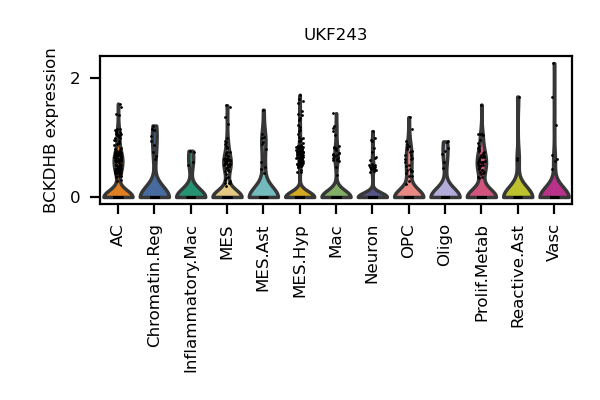 UKF243
BCKDHB expression
2
0
AC
Chromatin.Reg
Inflammatory.Mac
MES
MES.Ast
MES.Hyp
Mac
Neuron
OPC
Oligo
Prolif.Metab
Reactive.Ast
Vasc